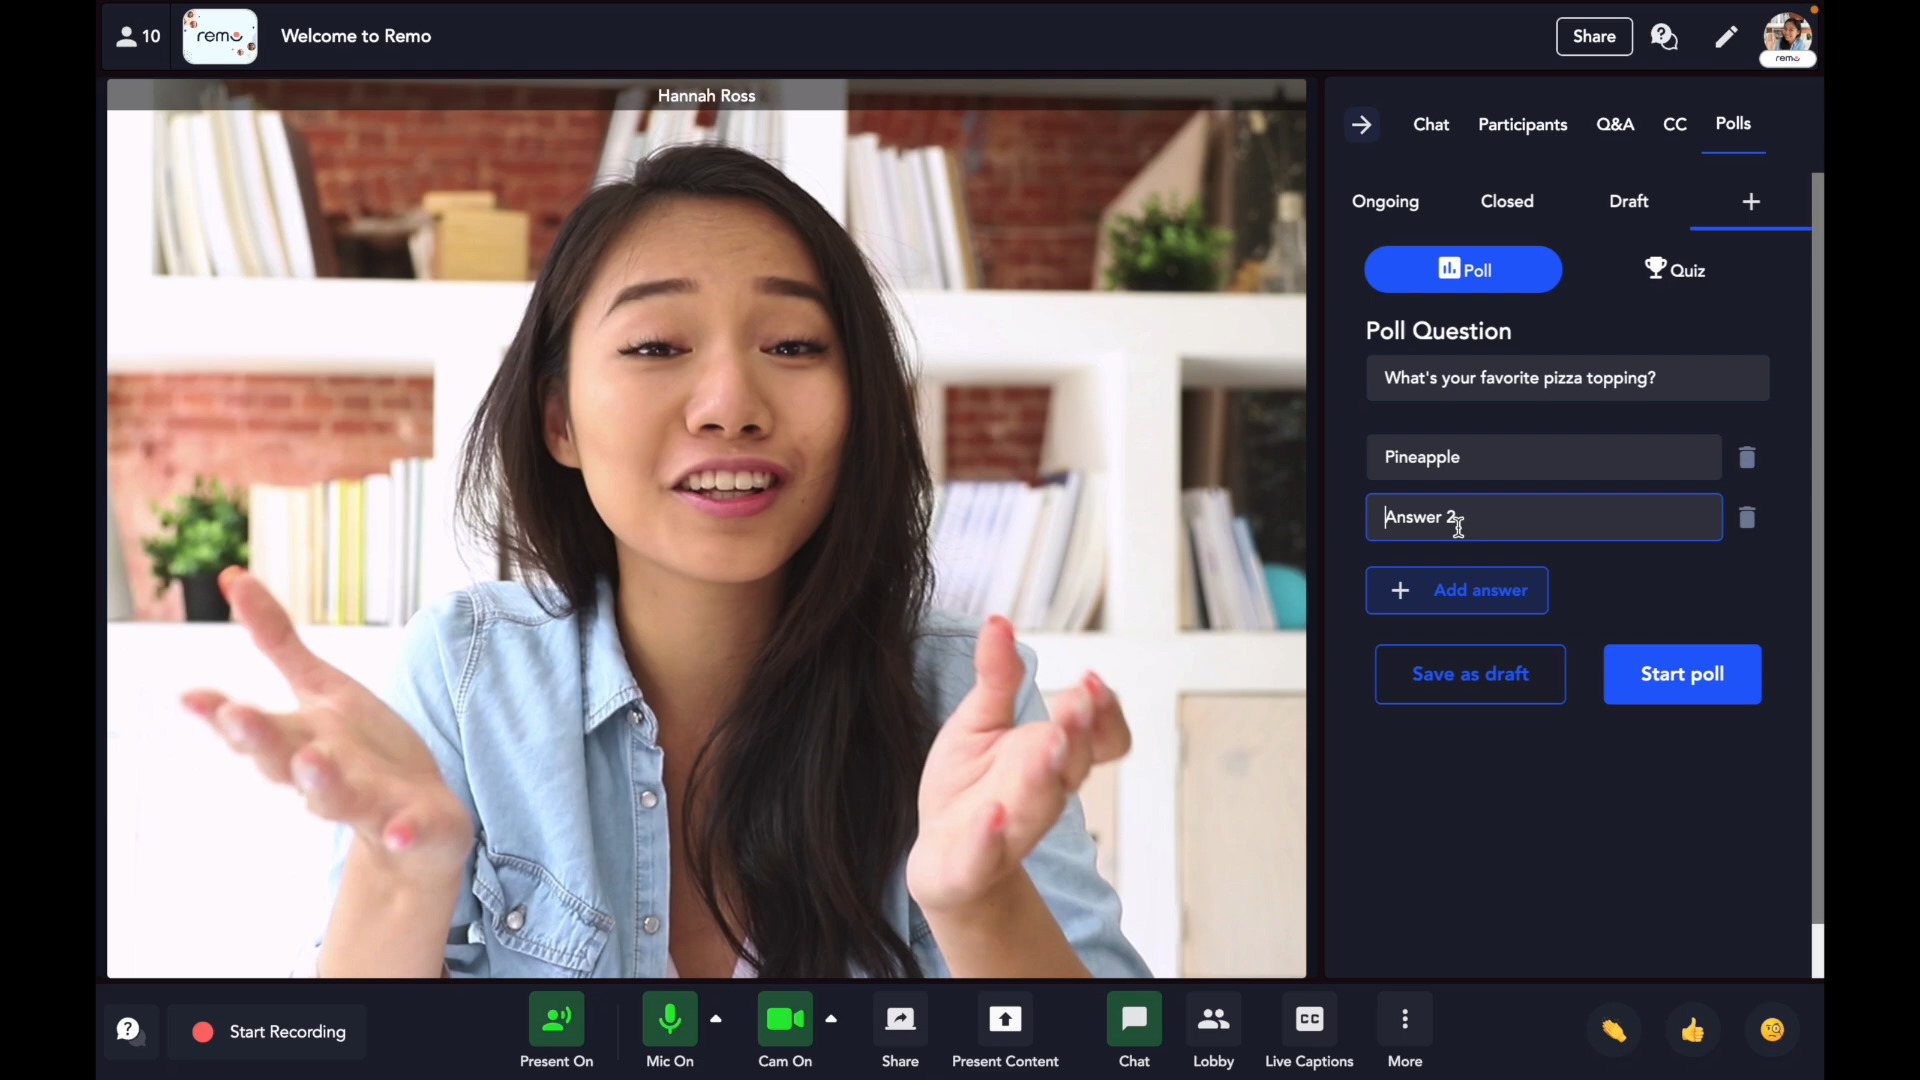 10
remo
Welcome to Remo
Share
remo
Hannah Ross
Chat
Participants
Q&A
CC
Polls
Ongoing
Closed
Draft
+
Poll
Quiz
Poll Question
What's your favorite pizza topping?
Pineapple
Answer 2
+ Add answer
Save as draft
Start poll
Start Recording
Present On
Mic On
Cam On
Share
Present Content
Chat
Lobby
CC
Live Captions
More